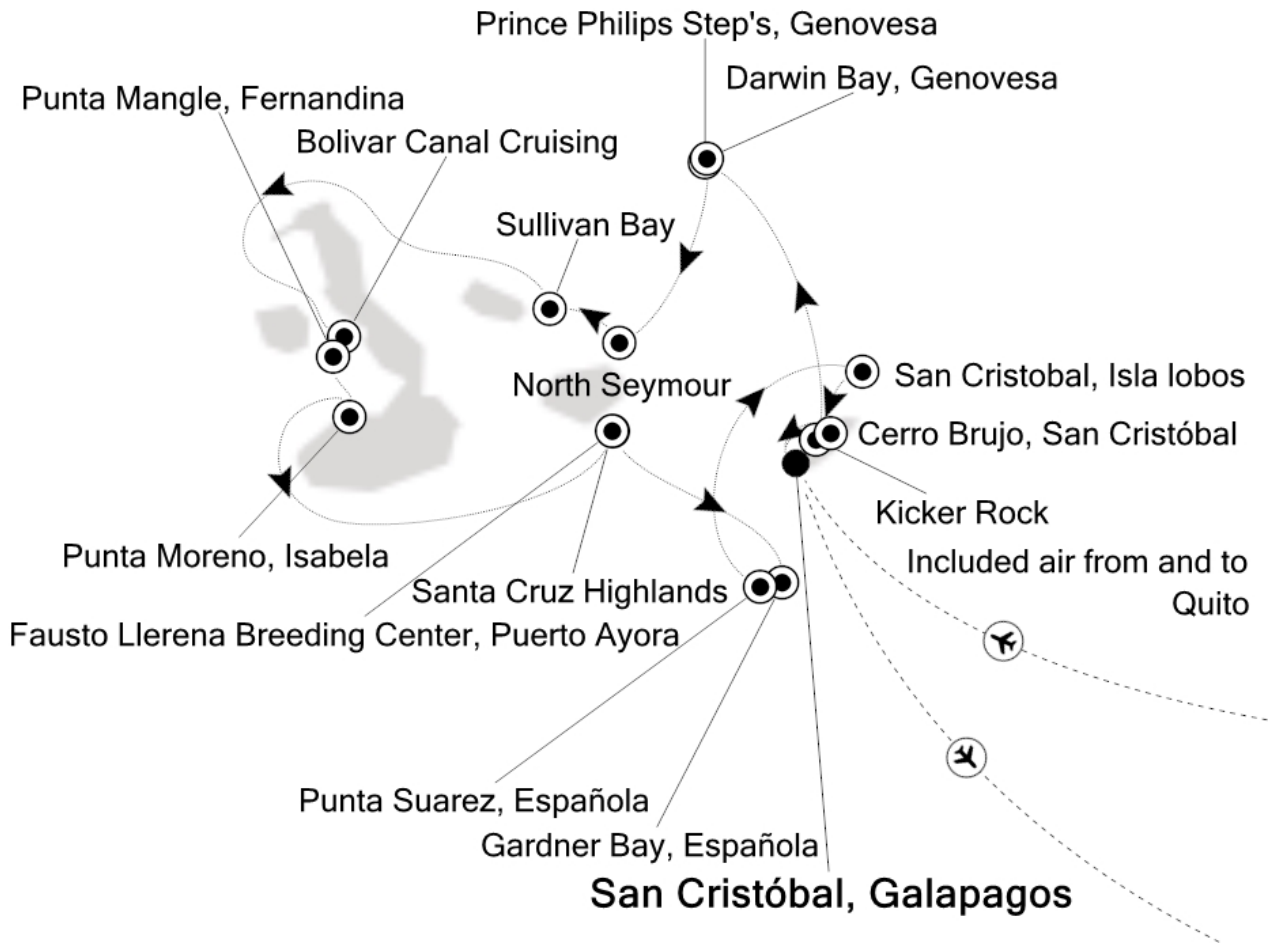 Prince Philips Step's, Genovesa
Darwin Bay, Genovesa
Punta Mangle, Fernandina
Bolivar Canal Cruising
Sullivan Bay
North Seymour
San Cristobal, Isla lobos
Cerro Brujo, San Cristóbal
Kicker Rock
Punta Moreno, Isabela
Included air from and to
Quito
Santa Cruz Highlands
Fausto Llerena Breeding Center, Puerto Ayora
Punta Suarez, Española
Gardner Bay, Española
San Cristóbal, Galapagos